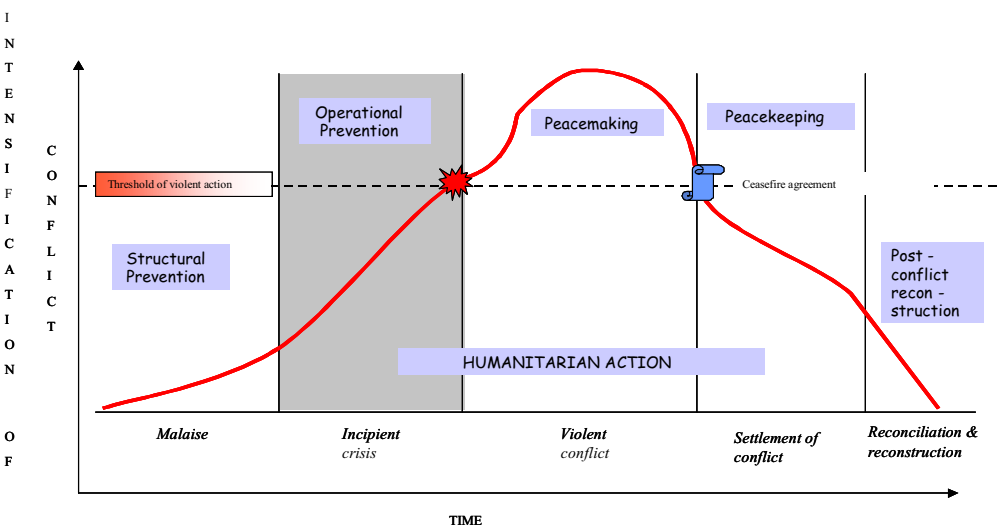 INTENSIFICATION OF
CONFLICT
Operational
Prevention
Peacemaking
Peacekeeping
Threshold of violent action
Ceasefire agreement
Structural
Prevention
Post -
conflict
recon -
struction
HUMANITARIAN ACTION
Malaise
Incipient
crisis
Violent
conflict
Settlement of
conflict
Reconciliation &
reconstruction
TIME